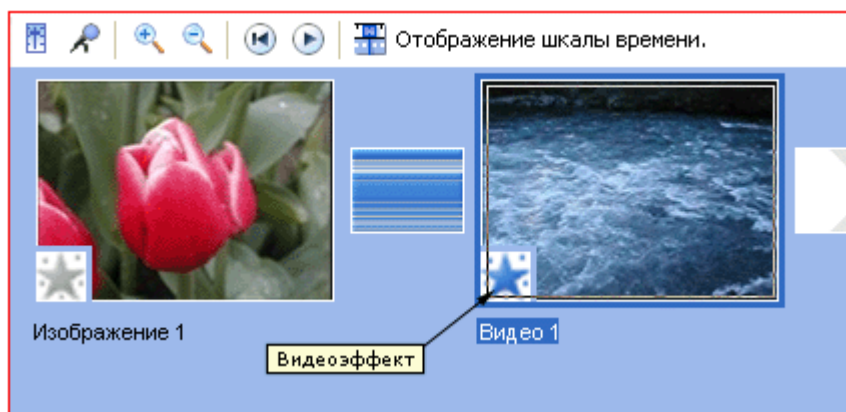 Отображение шкалы времени.
Изображение 1
Видео 1
Видеоэффект